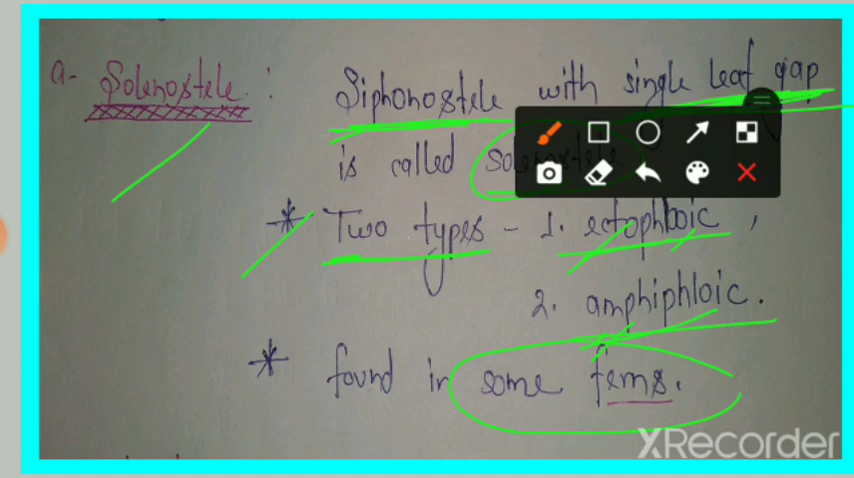 a- Solenostele : Siphonostele with single leaf gap
is called solenostele
* Two types - 1. ectophloic ,
2. amphiphloic.
* found in some ferns.
XRecorder